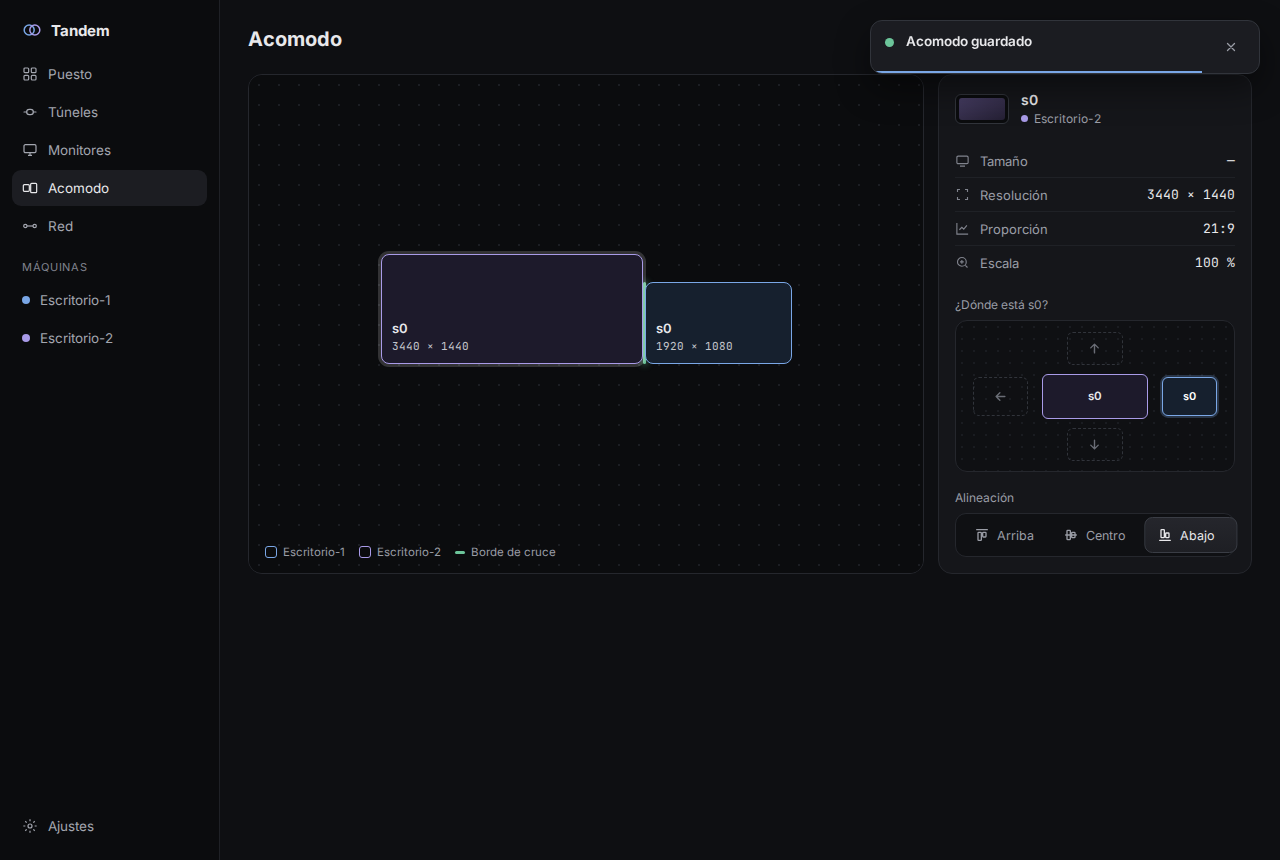 Tandem
Puesto
Túneles
Monitores
Acomodo
Red
MÁQUINAS
Escritorio-1
Escritorio-2
Ajustes
Acomodo
Acomodo guardado
s0
3440 × 1440
s0
1920 × 1080
Escritorio-1
Escritorio-2
Borde de cruce
s0
Escritorio-2
Tamaño —
Resolución 3440 × 1440
Proporción 21:9
Escala 100 %
¿Dónde está s0?
s0
s0
Alineación
Arriba
Centro
Abajo